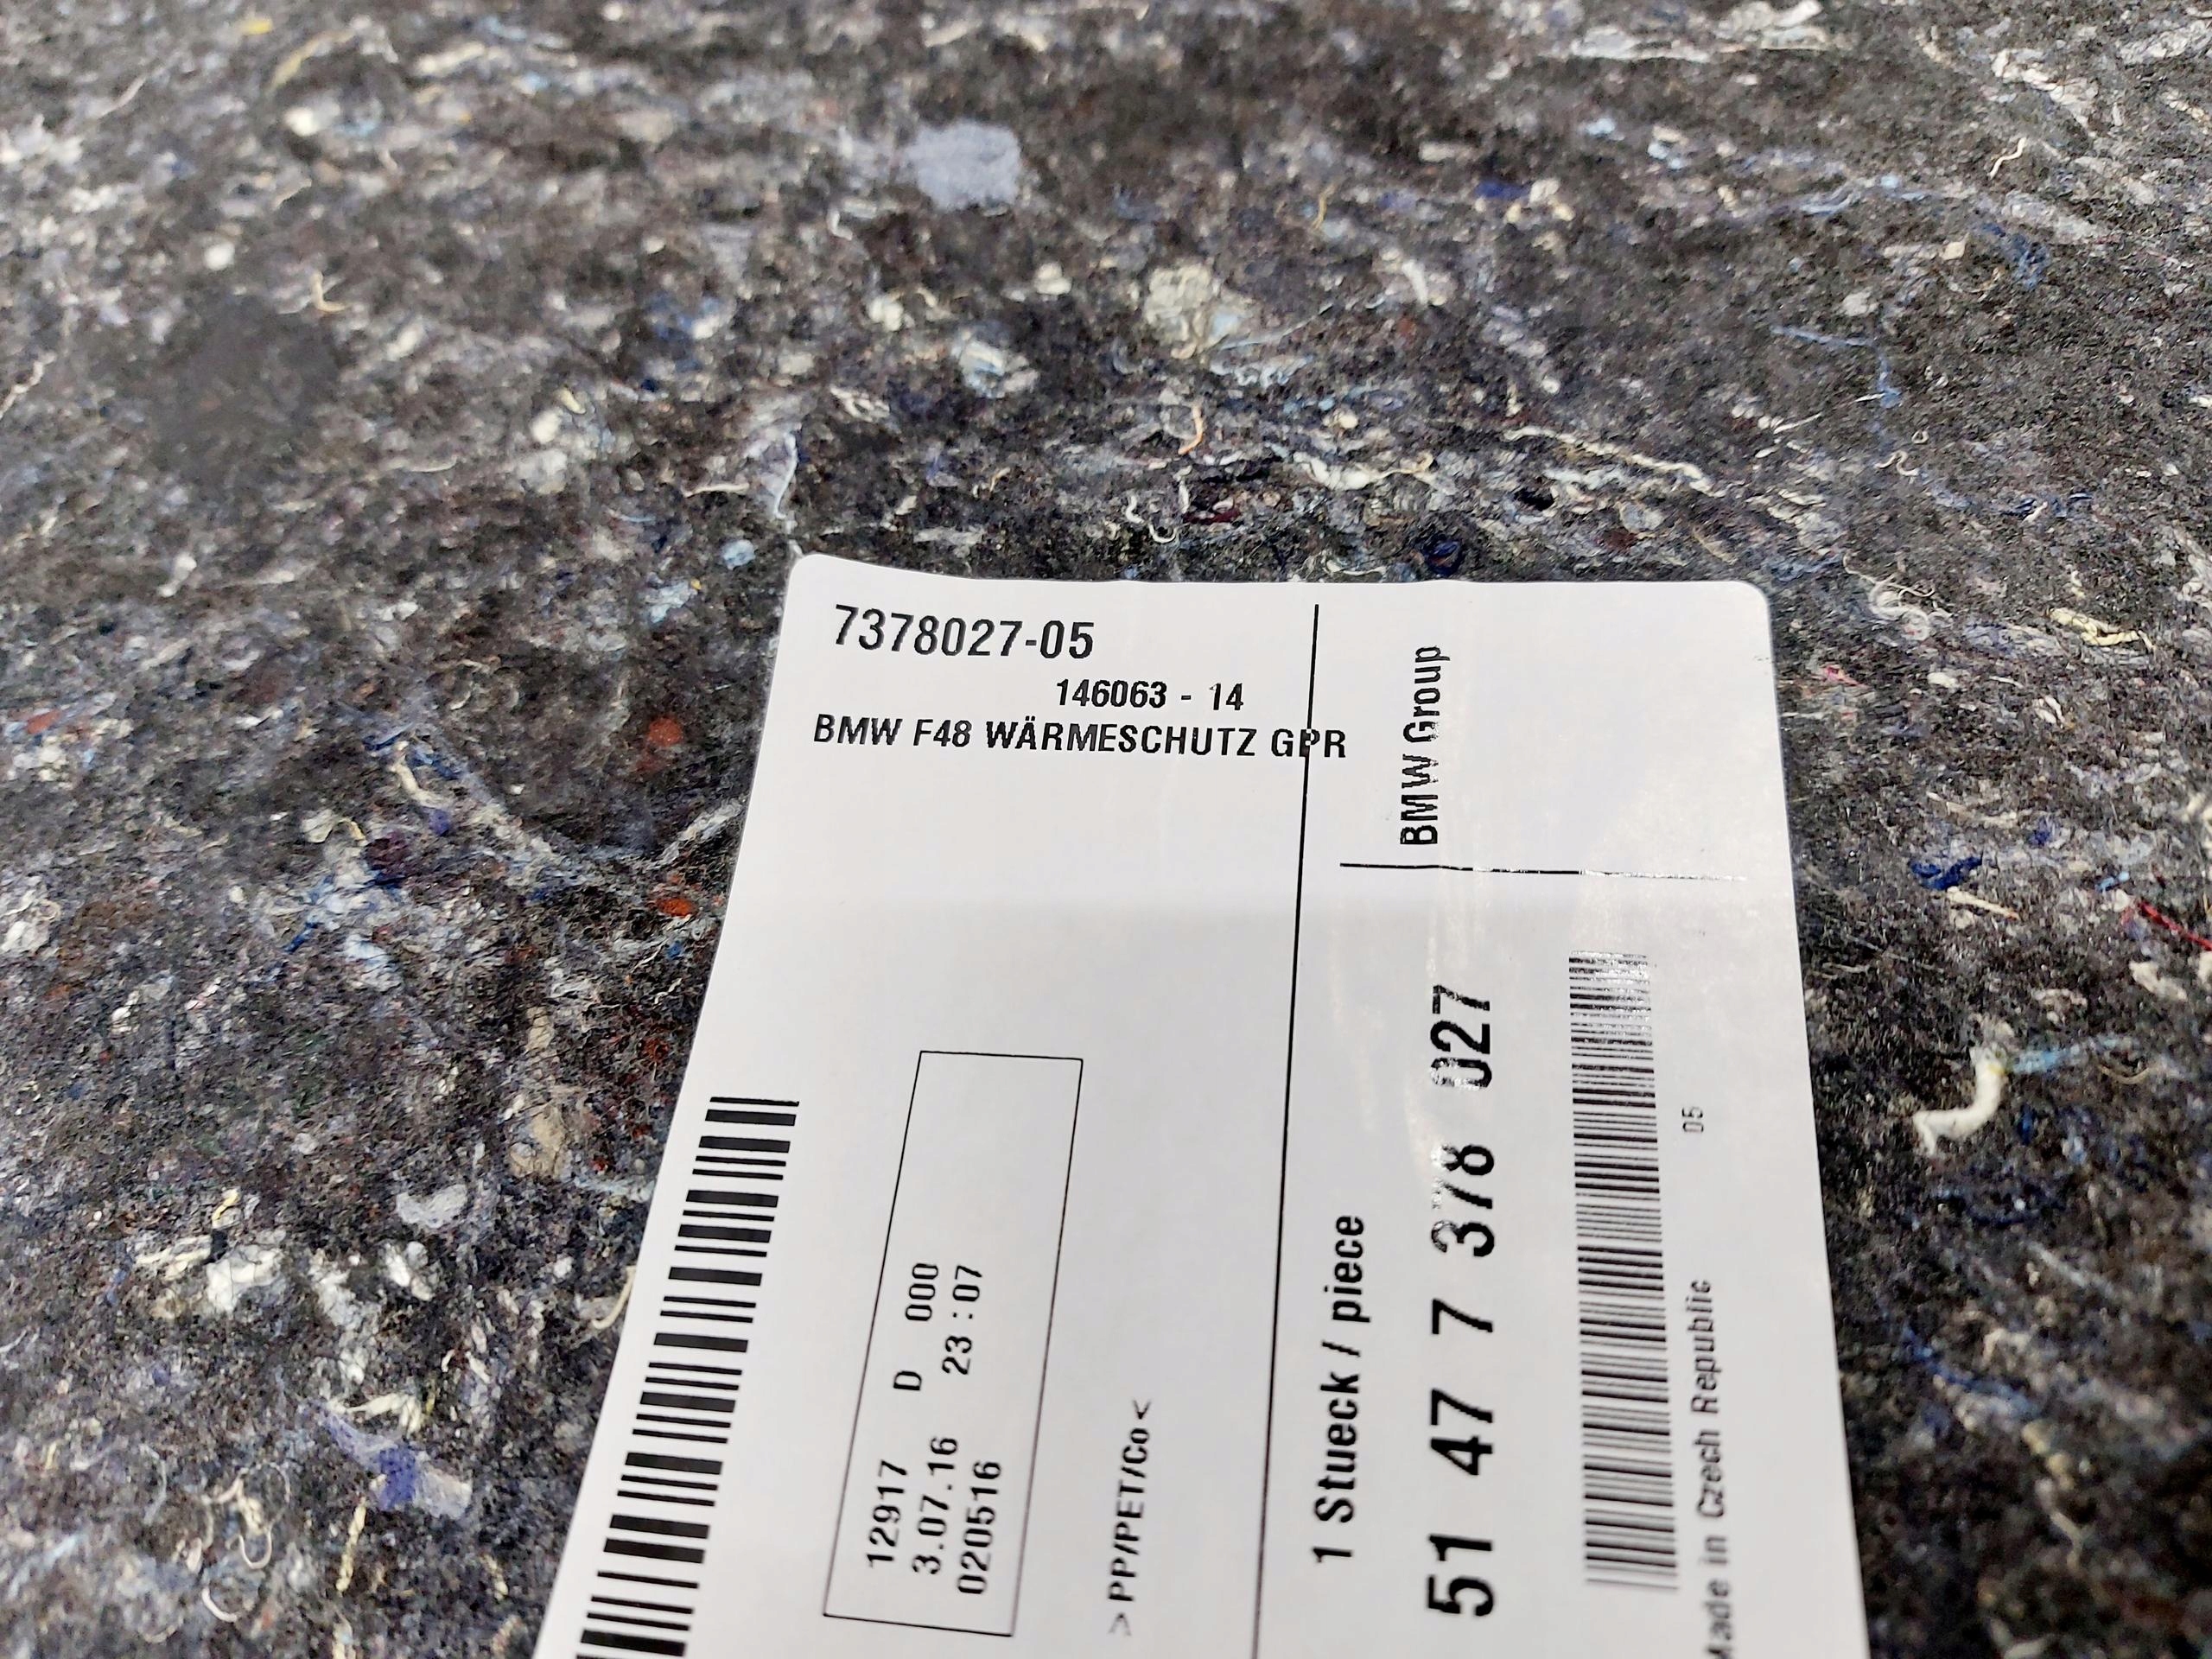 7378027-05
146063 - 14
BMW F48 WÄRMESCHUTZ GPR
12917 D 000
3.07.16 23:07
020516
>PP/PET/Co<
BMW Group
1 Stueck / piece
51 47 7 378 027
05
Made in Czech Republic